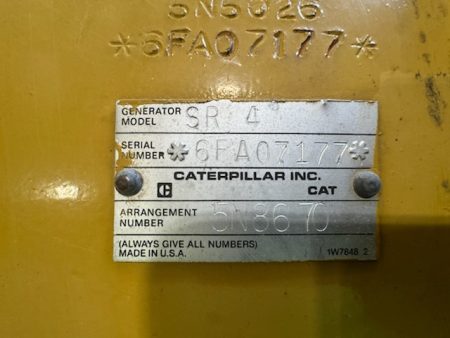 5N5026
*6FA07177*
GENERATOR MODEL SR 4
SERIAL NUMBER *6FA07177*
CATERPILLAR INC.
C CAT
ARRANGEMENT NUMBER 5N8670
(ALWAYS GIVE ALL NUMBERS)
MADE IN U.S.A. 1W7848 2